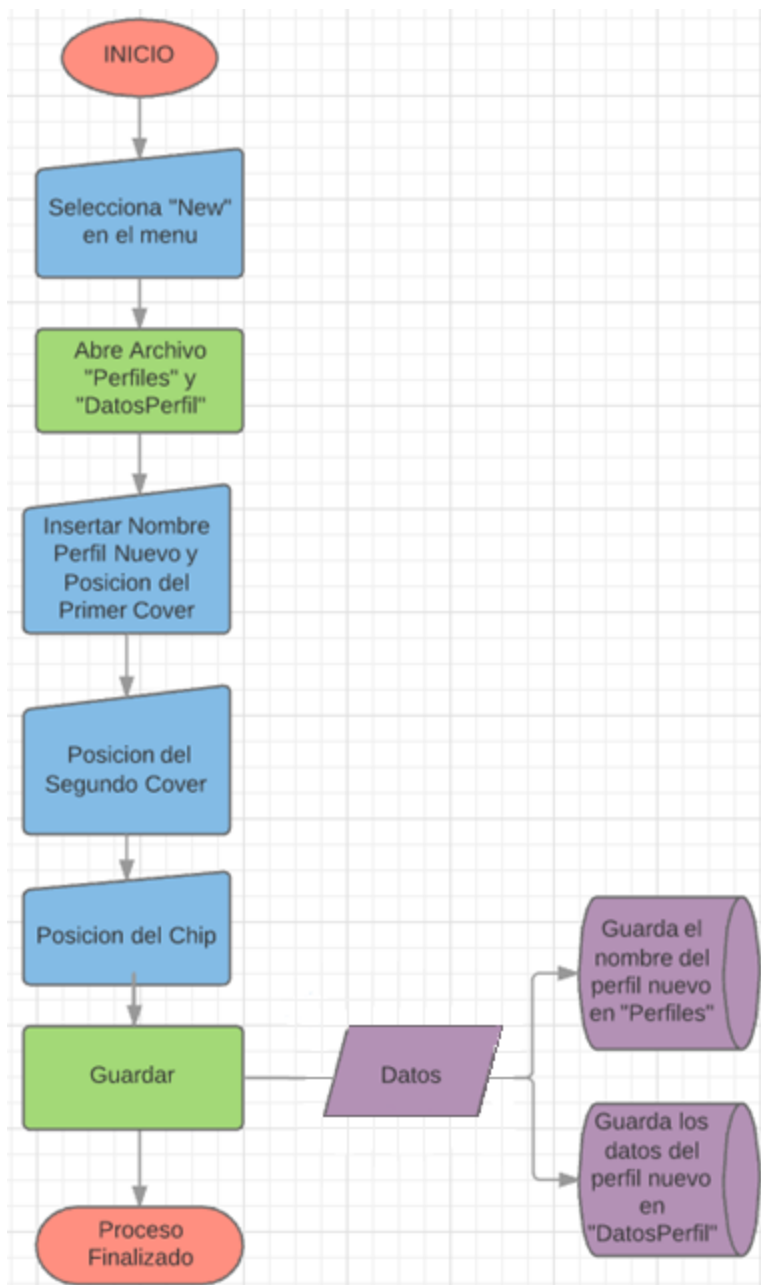 INICIO
Selecciona "New"
en el menu
Abre Archivo
"Perfiles" y
"DatosPerfil"
Insertar Nombre
Perfil Nuevo y
Posicion del
Primer Cover
Posicion del
Segundo Cover
Posicion del Chip
Guardar
Datos
Guarda el
nombre del
perfil nuevo
en "Perfiles"
Guarda los
datos del
perfil nuevo
en
"DatosPerfil"
Proceso
Finalizado